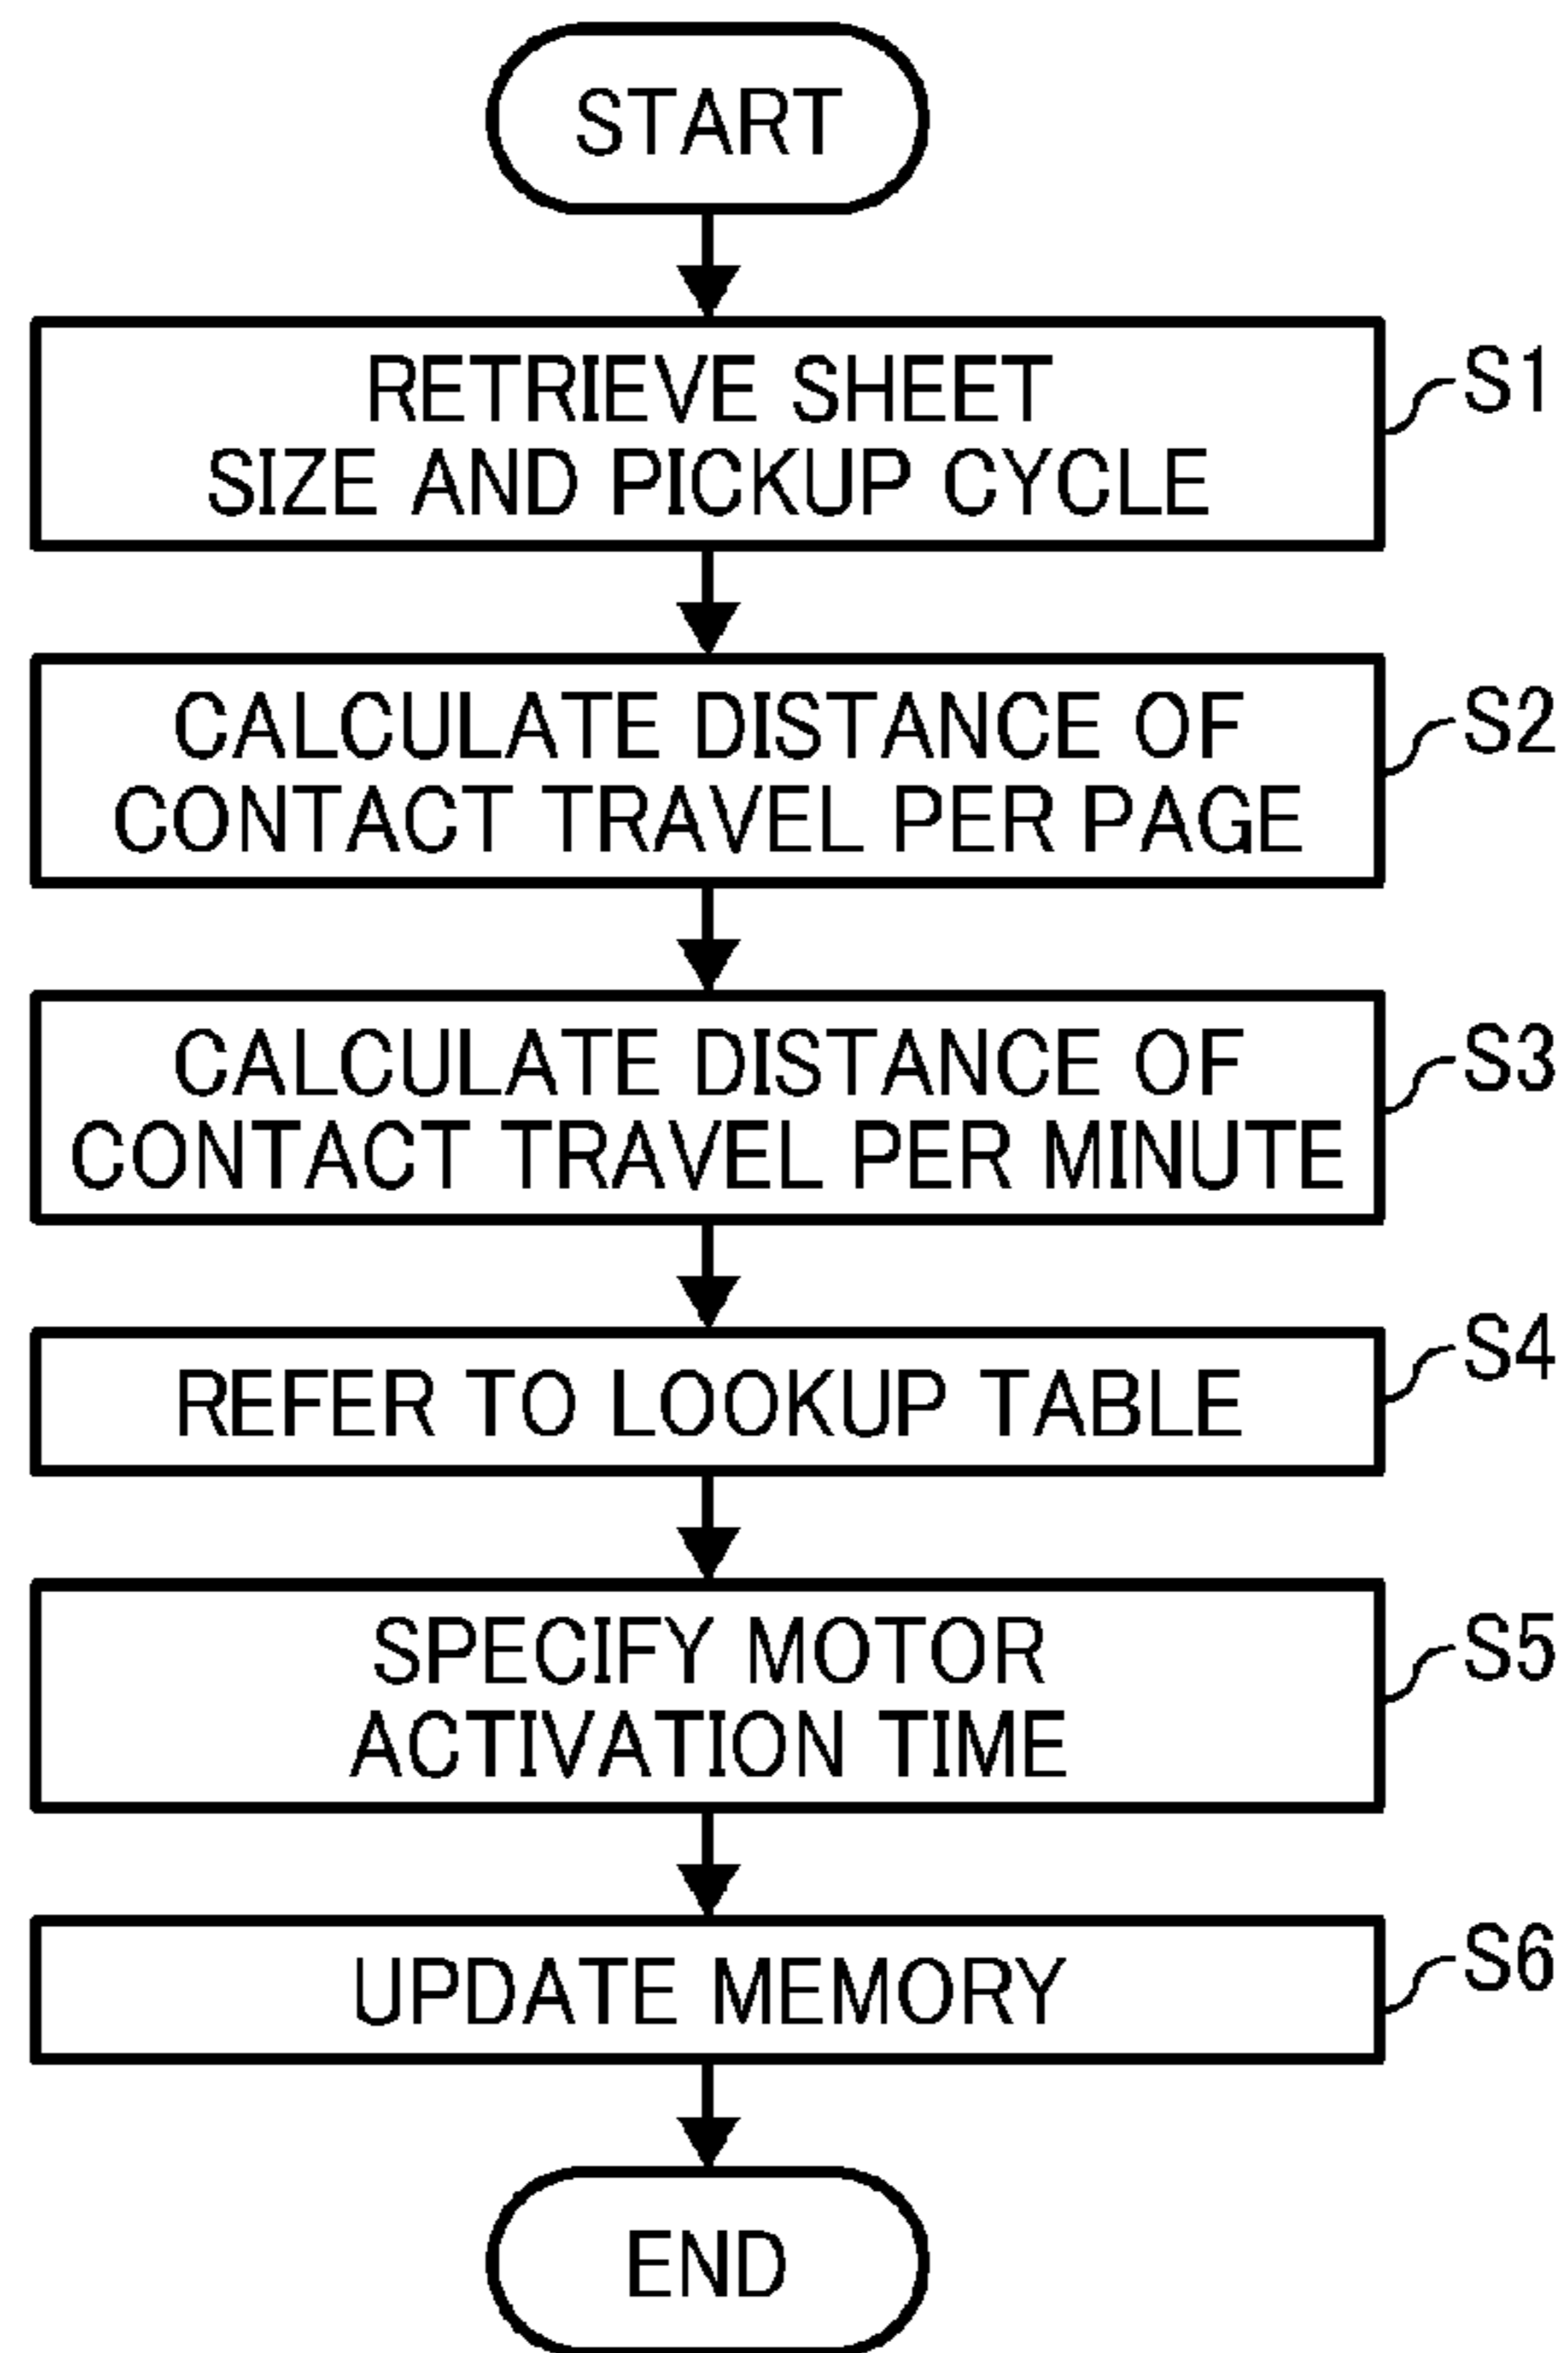 START
RETRIEVE SHEET
SIZE AND PICKUP CYCLE
S1
CALCULATE DISTANCE OF
CONTACT TRAVEL PER PAGE
S2
CALCULATE DISTANCE OF
CONTACT TRAVEL PER MINUTE
S3
REFER TO LOOKUP TABLE
S4
SPECIFY MOTOR
ACTIVATION TIME
S5
UPDATE MEMORY
S6
END